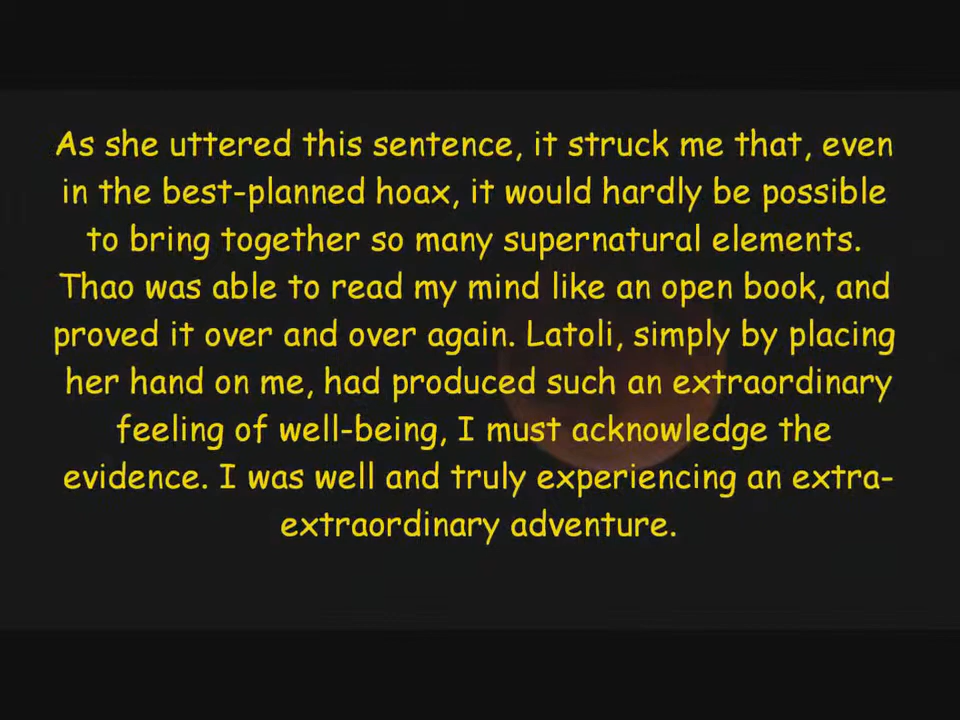 As she uttered this sentence, it struck me that, even
in the best-planned hoax, it would hardly be possible
to bring together so many supernatural elements.
Thao was able to read my mind like an open book, and
proved it over and over again. Latoli, simply by placing
her hand on me, had produced such an extraordinary
feeling of well-being, I must acknowledge the
evidence. I was well and truly experiencing an extra-
extraordinary adventure.